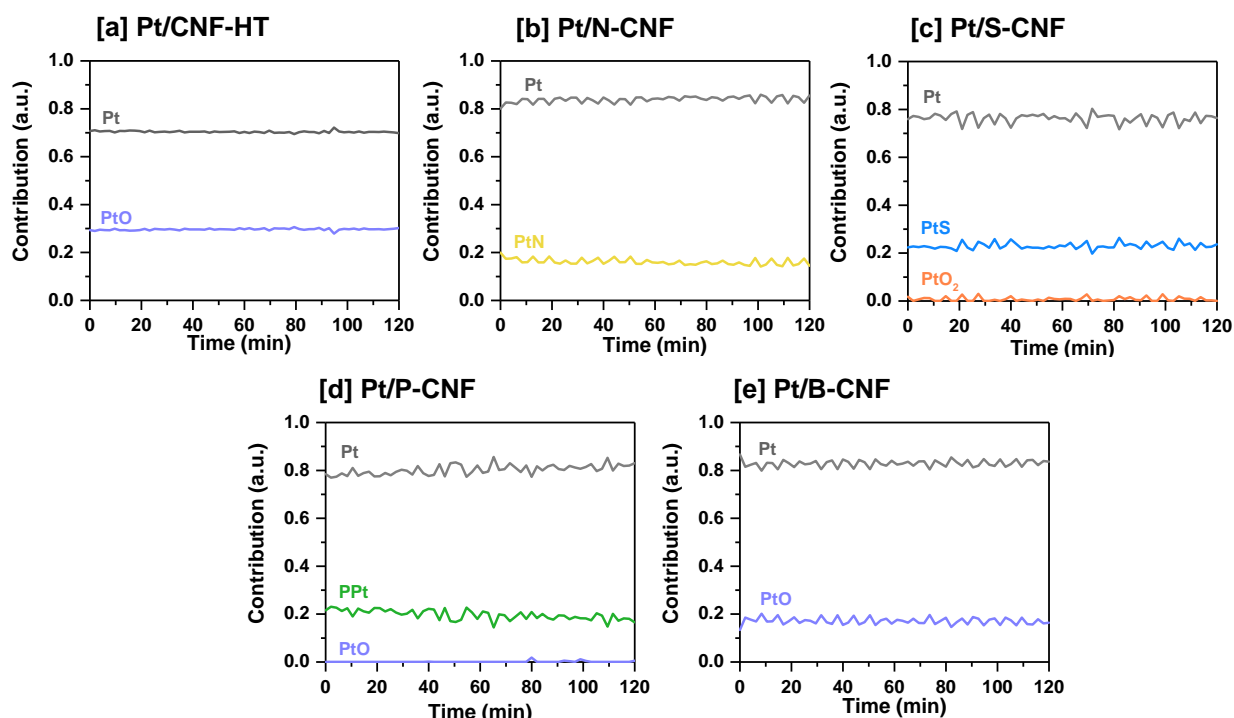 [a] Pt/CNF-HT
[b] Pt/N-CNF
[c] Pt/S-CNF
1.0
0.8
0.6
0.4
0.2
0.0
Contribution (a.u.)
Pt
PtO
0 20 40 60 80 100 120
Time (min)
1.0
0.8
0.6
0.4
0.2
0.0
Contribution (a.u.)
Pt
PtN
0 20 40 60 80 100 120
Time (min)
1.0
0.8
0.6
0.4
0.2
0.0
Contribution (a.u.)
Pt
PtS
PtO2
0 20 40 60 80 100 120
Time (min)
[d] Pt/P-CNF
[e] Pt/B-CNF
1.0
0.8
0.6
0.4
0.2
0.0
Contribution (a.u.)
Pt
PPt
PtO
0 20 40 60 80 100 120
Time (min)
1.0
0.8
0.6
0.4
0.2
0.0
Contribution (a.u.)
Pt
PtO
0 20 40 60 80 100 120
Time (min)